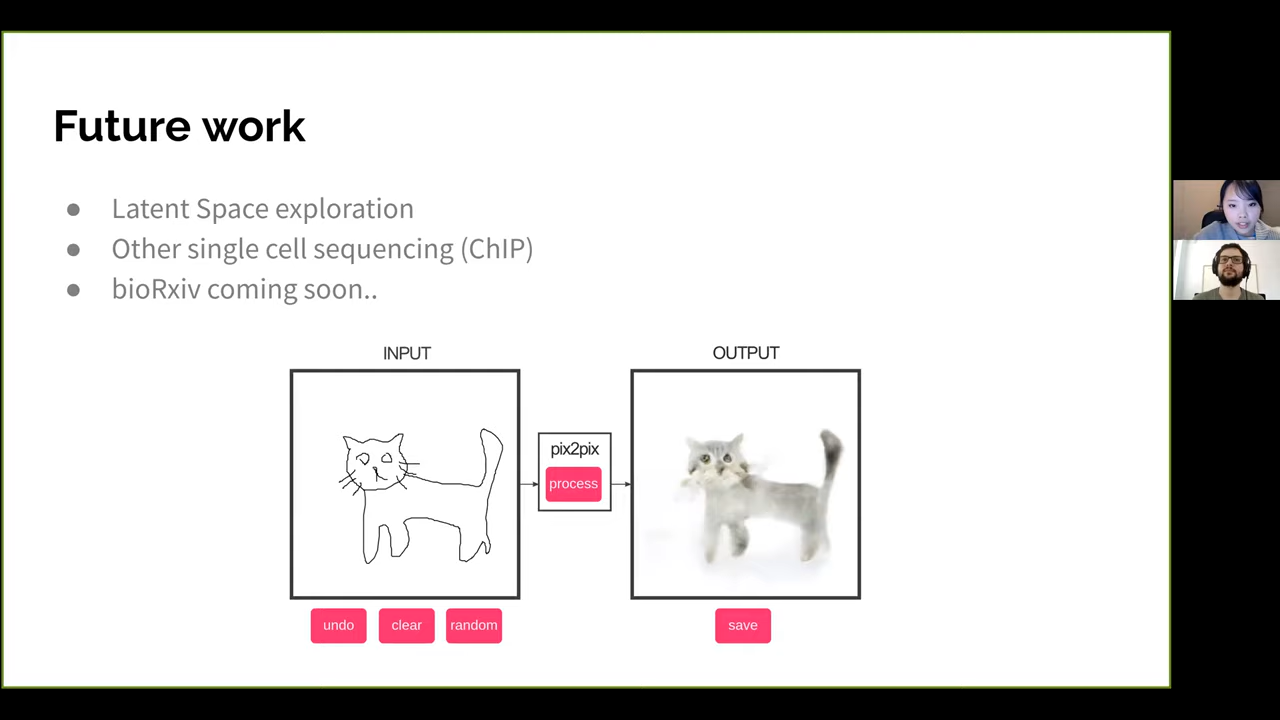 Future work
● Latent Space exploration
● Other single cell sequencing (ChIP)
● bioRxiv coming soon..
INPUT
OUTPUT
pix2pix
process
undo
clear
random
save